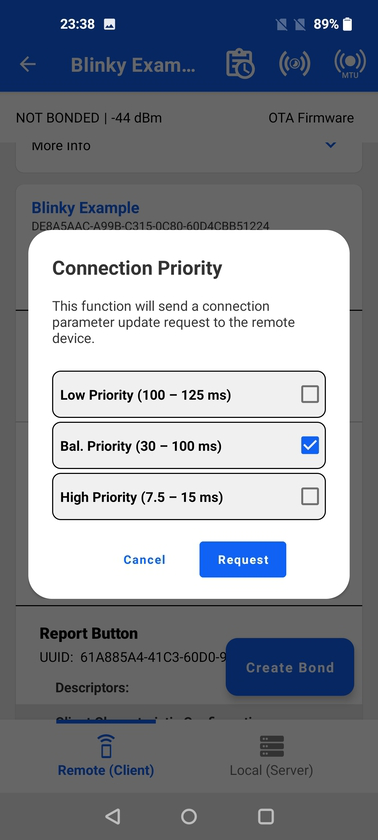 23:38
89%
Blinky Exam...
MTU
NOT BONDED | -44 dBm
OTA Firmware
More Info
Blinky Example
DE8A5AAC-A99B-C315-0C80-60D4CBB51224
Connection Priority
This function will send a connection
parameter update request to the remote
device.
Low Priority (100 – 125 ms)
Bal. Priority (30 – 100 ms)
High Priority (7.5 – 15 ms)
Cancel
Request
Report Button
UUID: 61A885A4-41C3-60D0-9
Create Bond
Descriptors:
Remote (Client)
Local (Server)